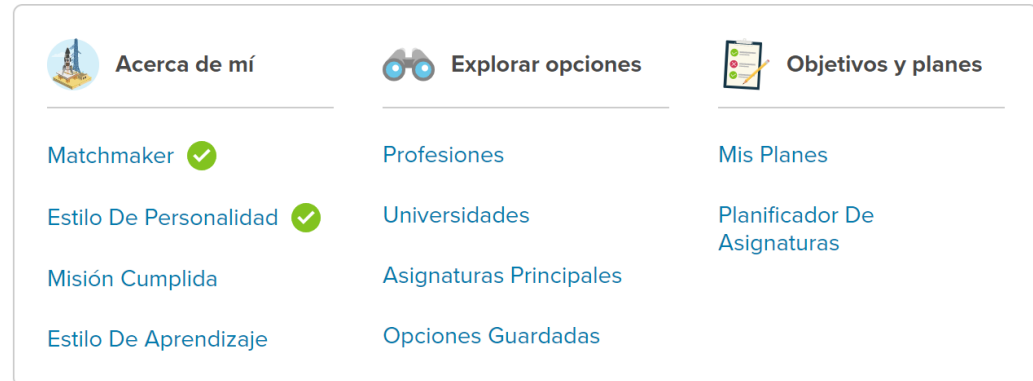 Acerca de mí
Matchmaker
Estilo De Personalidad
Misión Cumplida
Estilo De Aprendizaje
Explorar opciones
Profesiones
Universidades
Asignaturas Principales
Opciones Guardadas
Objetivos y planes
Mis Planes
Planificador De
Asignaturas